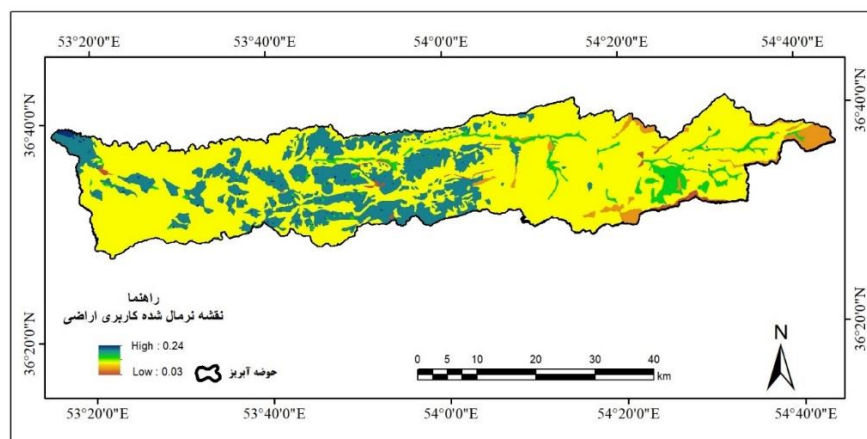 53°20'0"E 53°40'0"E 54°0'0"E 54°20'0"E 54°40'0"E
36°40'0"N 36°40'0"N
راهنما
نقشه نرمال شده کاربری اراضی
High : 0.24
Low : 0.03
حوضه آبریز
36°20'0"N 36°20'0"N
N
0 5 10 20 30 40
km
53°20'0"E 53°40'0"E 54°0'0"E 54°20'0"E 54°40'0"E